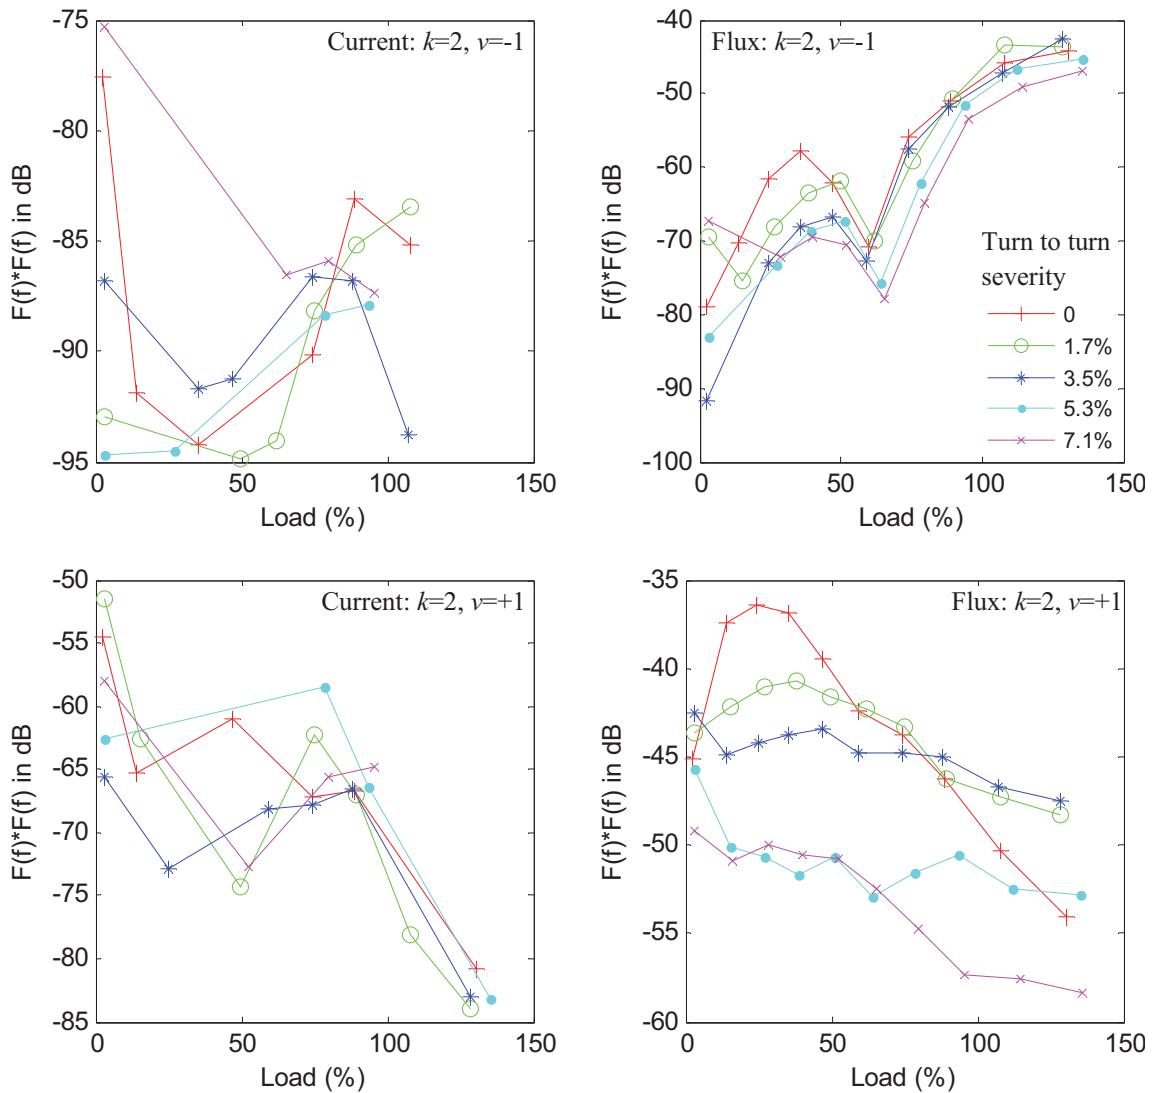 Current: k=2, v=-1
-75
-80
-85
-90
-95
F(f)*F(f) in dB
0 50 100 150
Load (%)
Flux: k=2, v=-1
-40
-50
-60
-70
-80
-90
-100
F(f)*F(f) in dB
Turn to turn
severity
0
1.7%
3.5%
5.3%
7.1%
0 50 100 150
Load (%)
Current: k=2, v=+1
-50
-55
-60
-65
-70
-75
-80
-85
F(f)*F(f) in dB
0 50 100 150
Load (%)
Flux: k=2, v=+1
-35
-40
-45
-50
-55
-60
F(f)*F(f) in dB
0 50 100 150
Load (%)